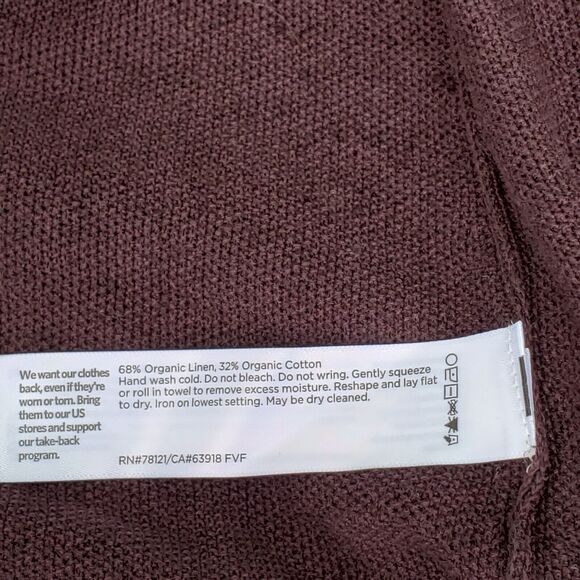 We want our clothes
back, even if they're
worn or torn. Bring
them to our US
stores and support
our take-back
program.
68% Organic Linen, 32% Organic Cotton
Hand wash cold. Do not bleach. Do not wring. Gently squeeze
or roll in towel to remove excess moisture. Reshape and lay flat
to dry. Iron on lowest setting. May be dry cleaned.
RN#78121/CA#63918 FVF